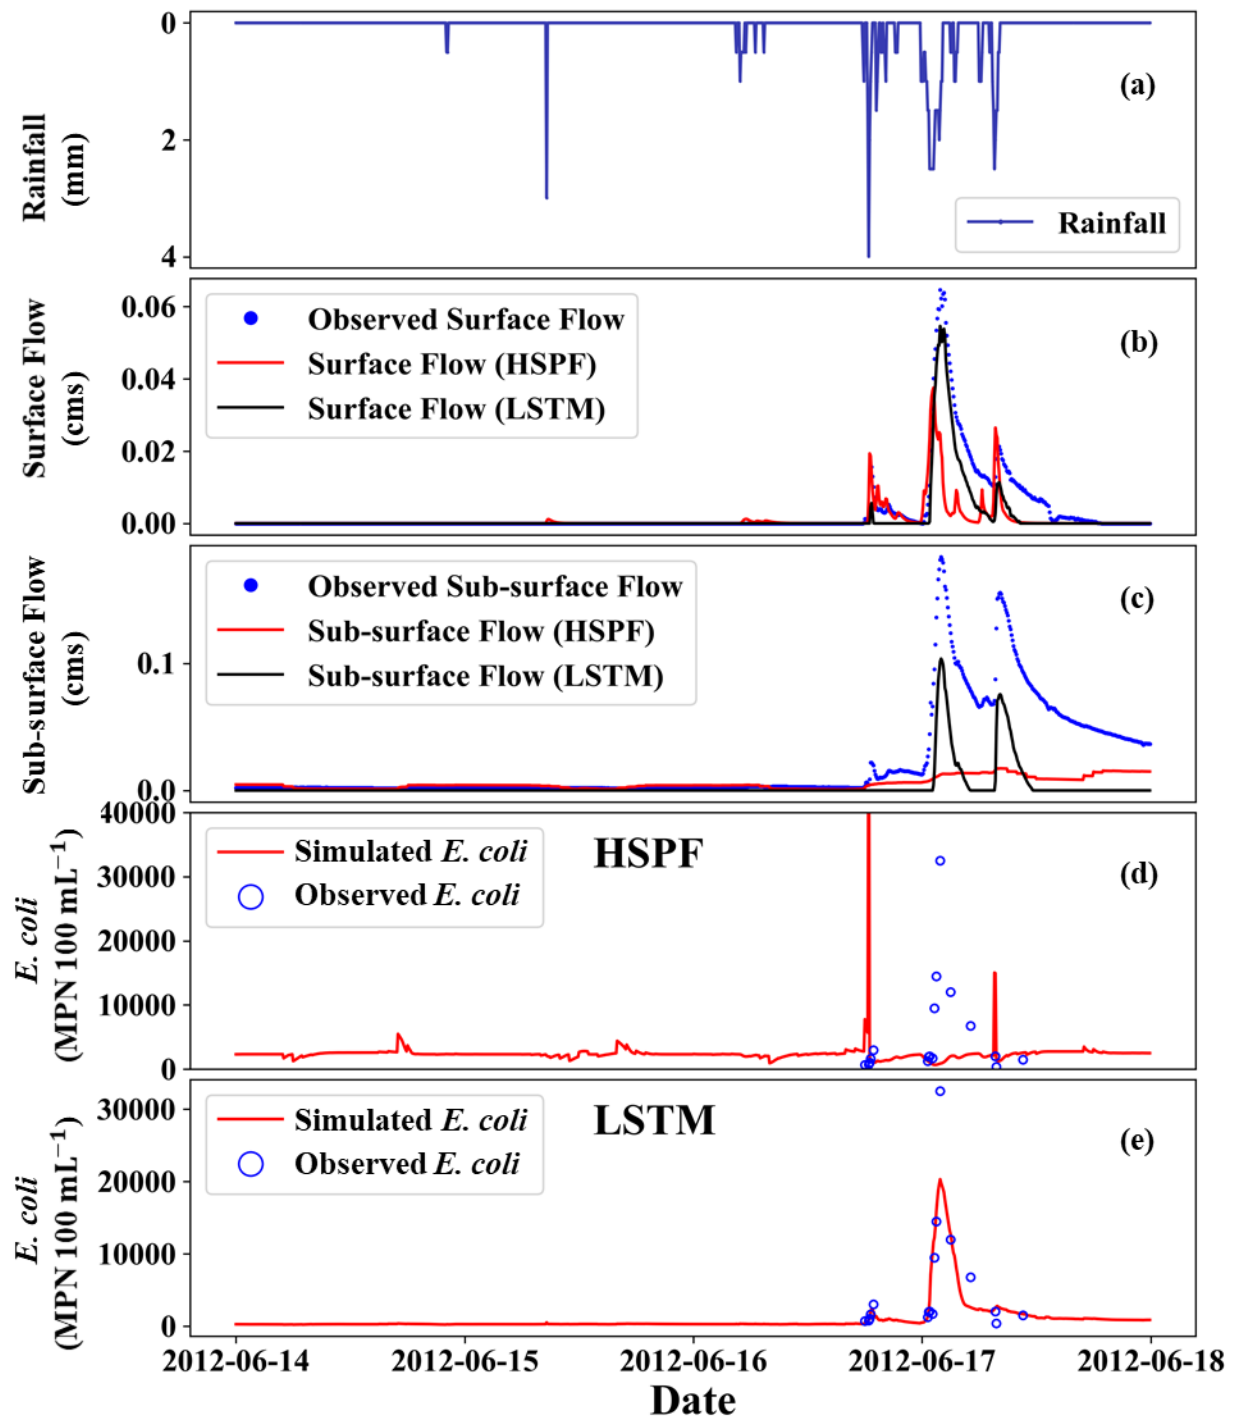 0
2
4
Rainfall
(mm)
(a)
Rainfall
0.06
0.04
0.02
0.00
Surface Flow
(cms)
Observed Surface Flow
Surface Flow (HSPF)
Surface Flow (LSTM)
(b)
0.1
0.0
Sub-surface Flow
(cms)
Observed Sub-surface Flow
Sub-surface Flow (HSPF)
Sub-surface Flow (LSTM)
(c)
40000
30000
20000
10000
0
E. coli
(MPN 100 mL⁻¹)
Simulated E. coli
Observed E. coli
HSPF
(d)
30000
20000
10000
0
E. coli
(MPN 100 mL⁻¹)
Simulated E. coli
Observed E. coli
LSTM
(e)
2012-06-14 2012-06-15 2012-06-16 2012-06-17 2012-06-18
Date